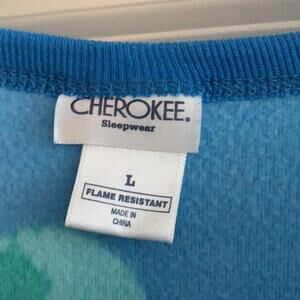 CHEROKEE.
Sleepwear
L
FLAME RESISTANT
MADE IN
CHINA